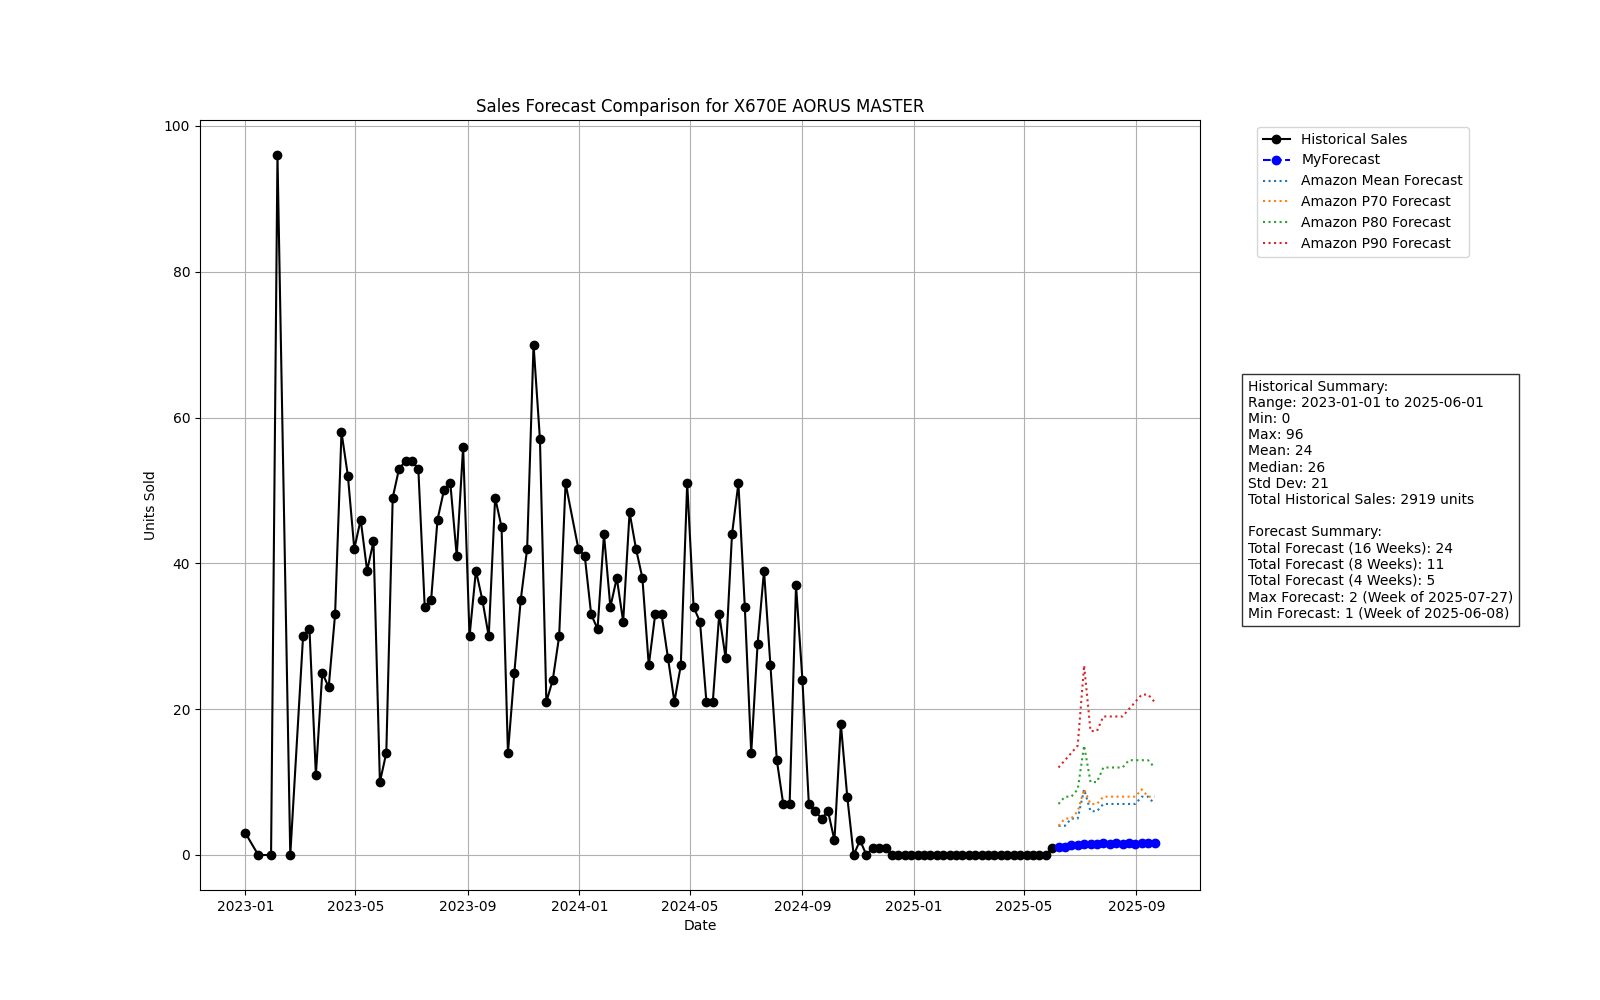 Sales Forecast Comparison for X670E AORUS MASTER
100
80
60
40
20
0
Units Sold
2023-01
2023-05
2023-09
2024-01
2024-05
2024-09
2025-01
2025-05
2025-09
Date
Historical Sales
MyForecast
Amazon Mean Forecast
Amazon P70 Forecast
Amazon P80 Forecast
Amazon P90 Forecast
Historical Summary:
Range: 2023-01-01 to 2025-06-01
Min: 0
Max: 96
Mean: 24
Median: 26
Std Dev: 21
Total Historical Sales: 2919 units
Forecast Summary:
Total Forecast (16 Weeks): 24
Total Forecast (8 Weeks): 11
Total Forecast (4 Weeks): 5
Max Forecast: 2 (Week of 2025-07-27)
Min Forecast: 1 (Week of 2025-06-08)